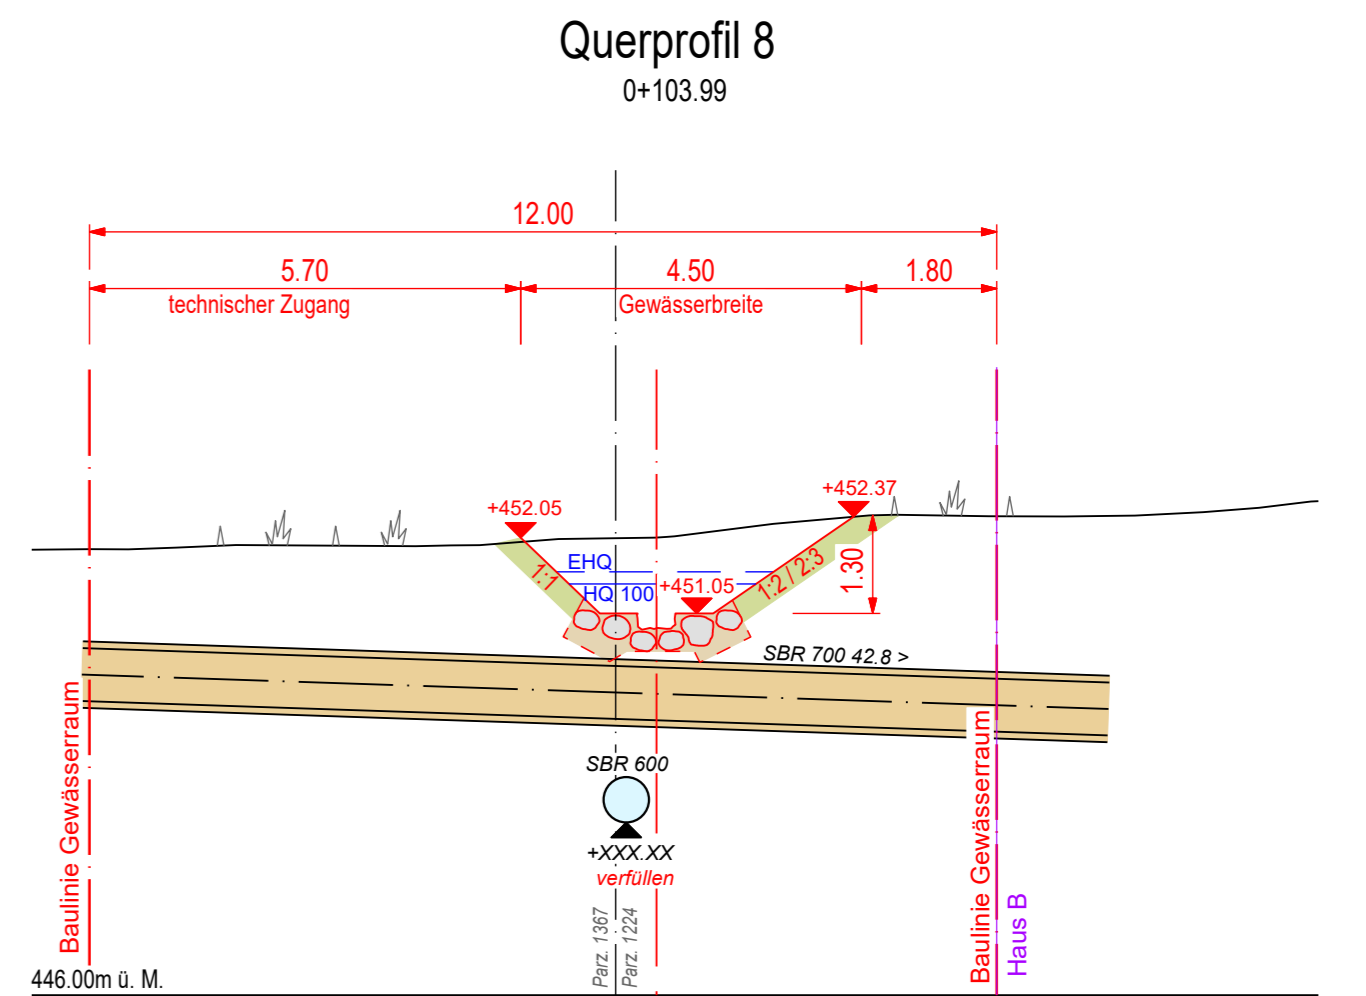 Querprofil 8
0+103.99
12.00
5.70
4.50
1.80
technischer Zugang
Gewässerbreite
+452.05
+452.37
EHQ
HQ 100
+451.05
1:1
1:2 / 2:3
1.30
SBR 700 42.8 >
SBR 600
+XXX.XX
verfüllen
Baulinie Gewässerraum
Parz. 1367
Parz. 1224
Baulinie Gewässerraum
Haus B
446.00m ü. M.